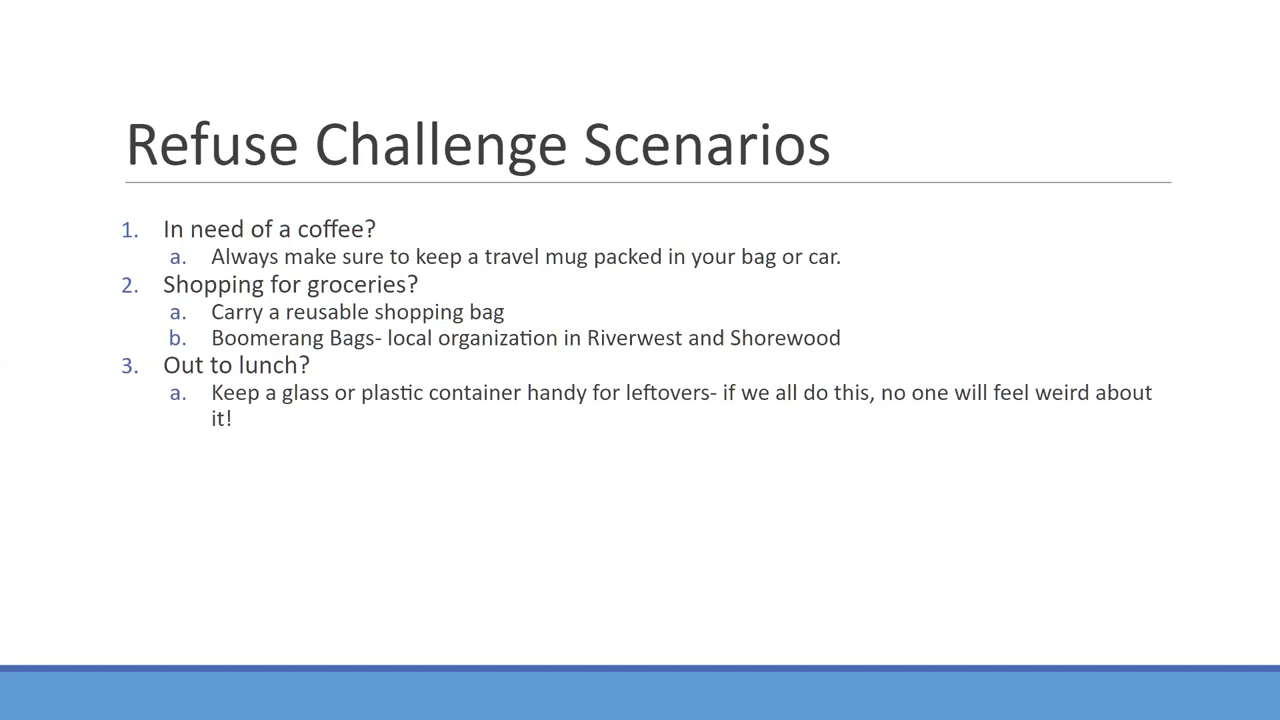 Refuse Challenge Scenarios
1. In need of a coffee?
a. Always make sure to keep a travel mug packed in your bag or car.
2. Shopping for groceries?
a. Carry a reusable shopping bag
b. Boomerang Bags- local organization in Riverwest and Shorewood
3. Out to lunch?
a. Keep a glass or plastic container handy for leftovers- if we all do this, no one will feel weird about
it!